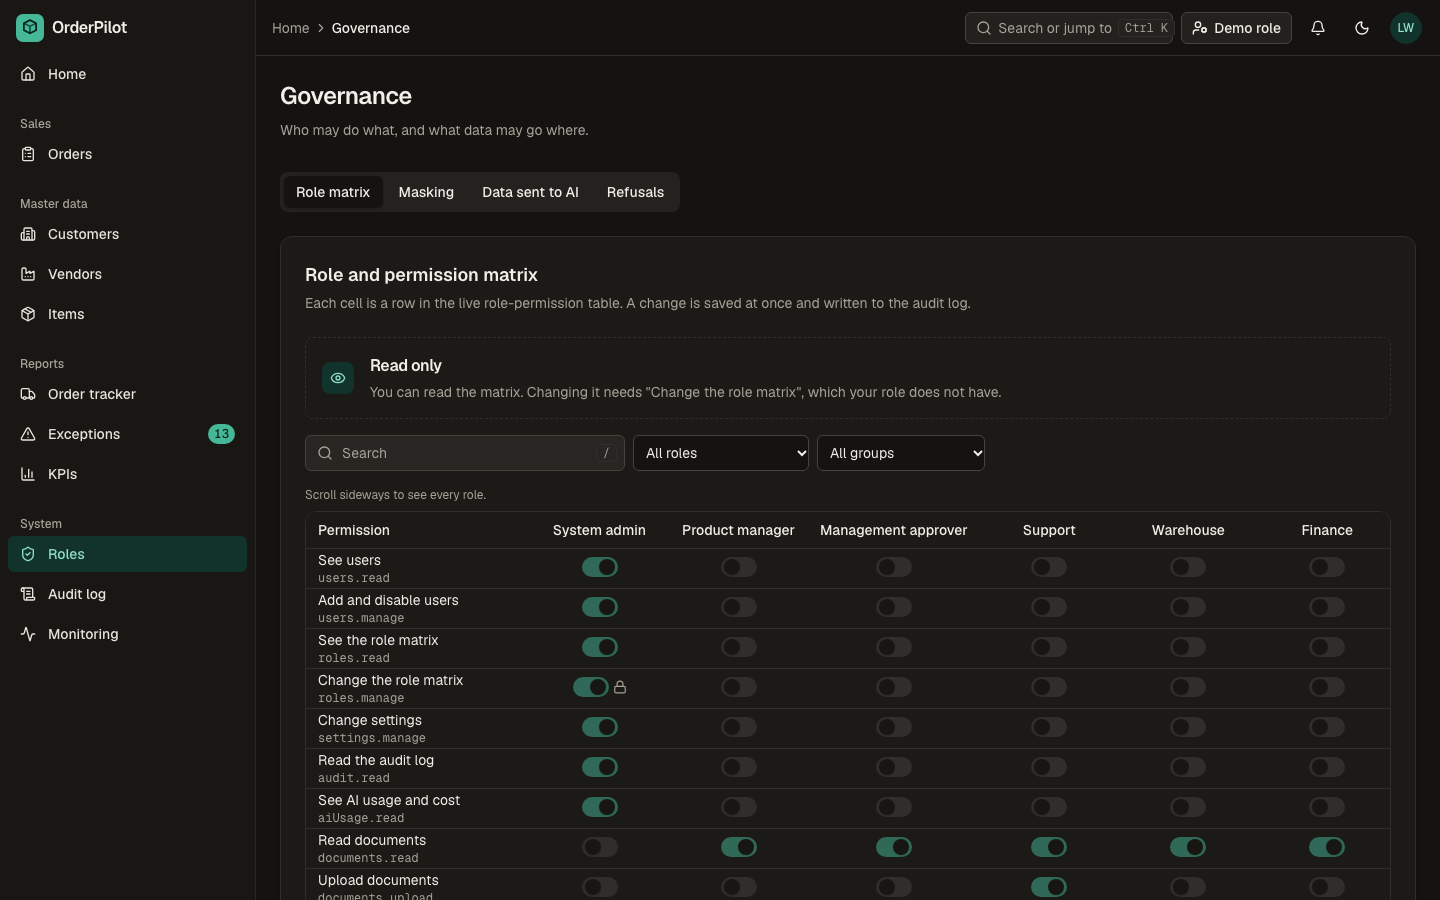 OrderPilot
Home
Sales
Orders
Master data
Customers
Vendors
Items
Reports
Order tracker
Exceptions 13
KPIs
System
Roles
Audit log
Monitoring
Home > Governance
Search or jump to Ctrl K
Demo role
LW
Governance
Who may do what, and what data may go where.
Role matrix Masking Data sent to AI Refusals
Role and permission matrix
Each cell is a row in the live role-permission table. A change is saved at once and written to the audit log.
Read only
You can read the matrix. Changing it needs "Change the role matrix", which your role does not have.
Search /
All roles
All groups
Scroll sideways to see every role.
Permission System admin Product manager Management approver Support Warehouse Finance
See users
users.read
Add and disable users
users.manage
See the role matrix
roles.read
Change the role matrix
roles.manage
Change settings
settings.manage
Read the audit log
audit.read
See AI usage and cost
aiUsage.read
Read documents
documents.read
Upload documents
documents.upload